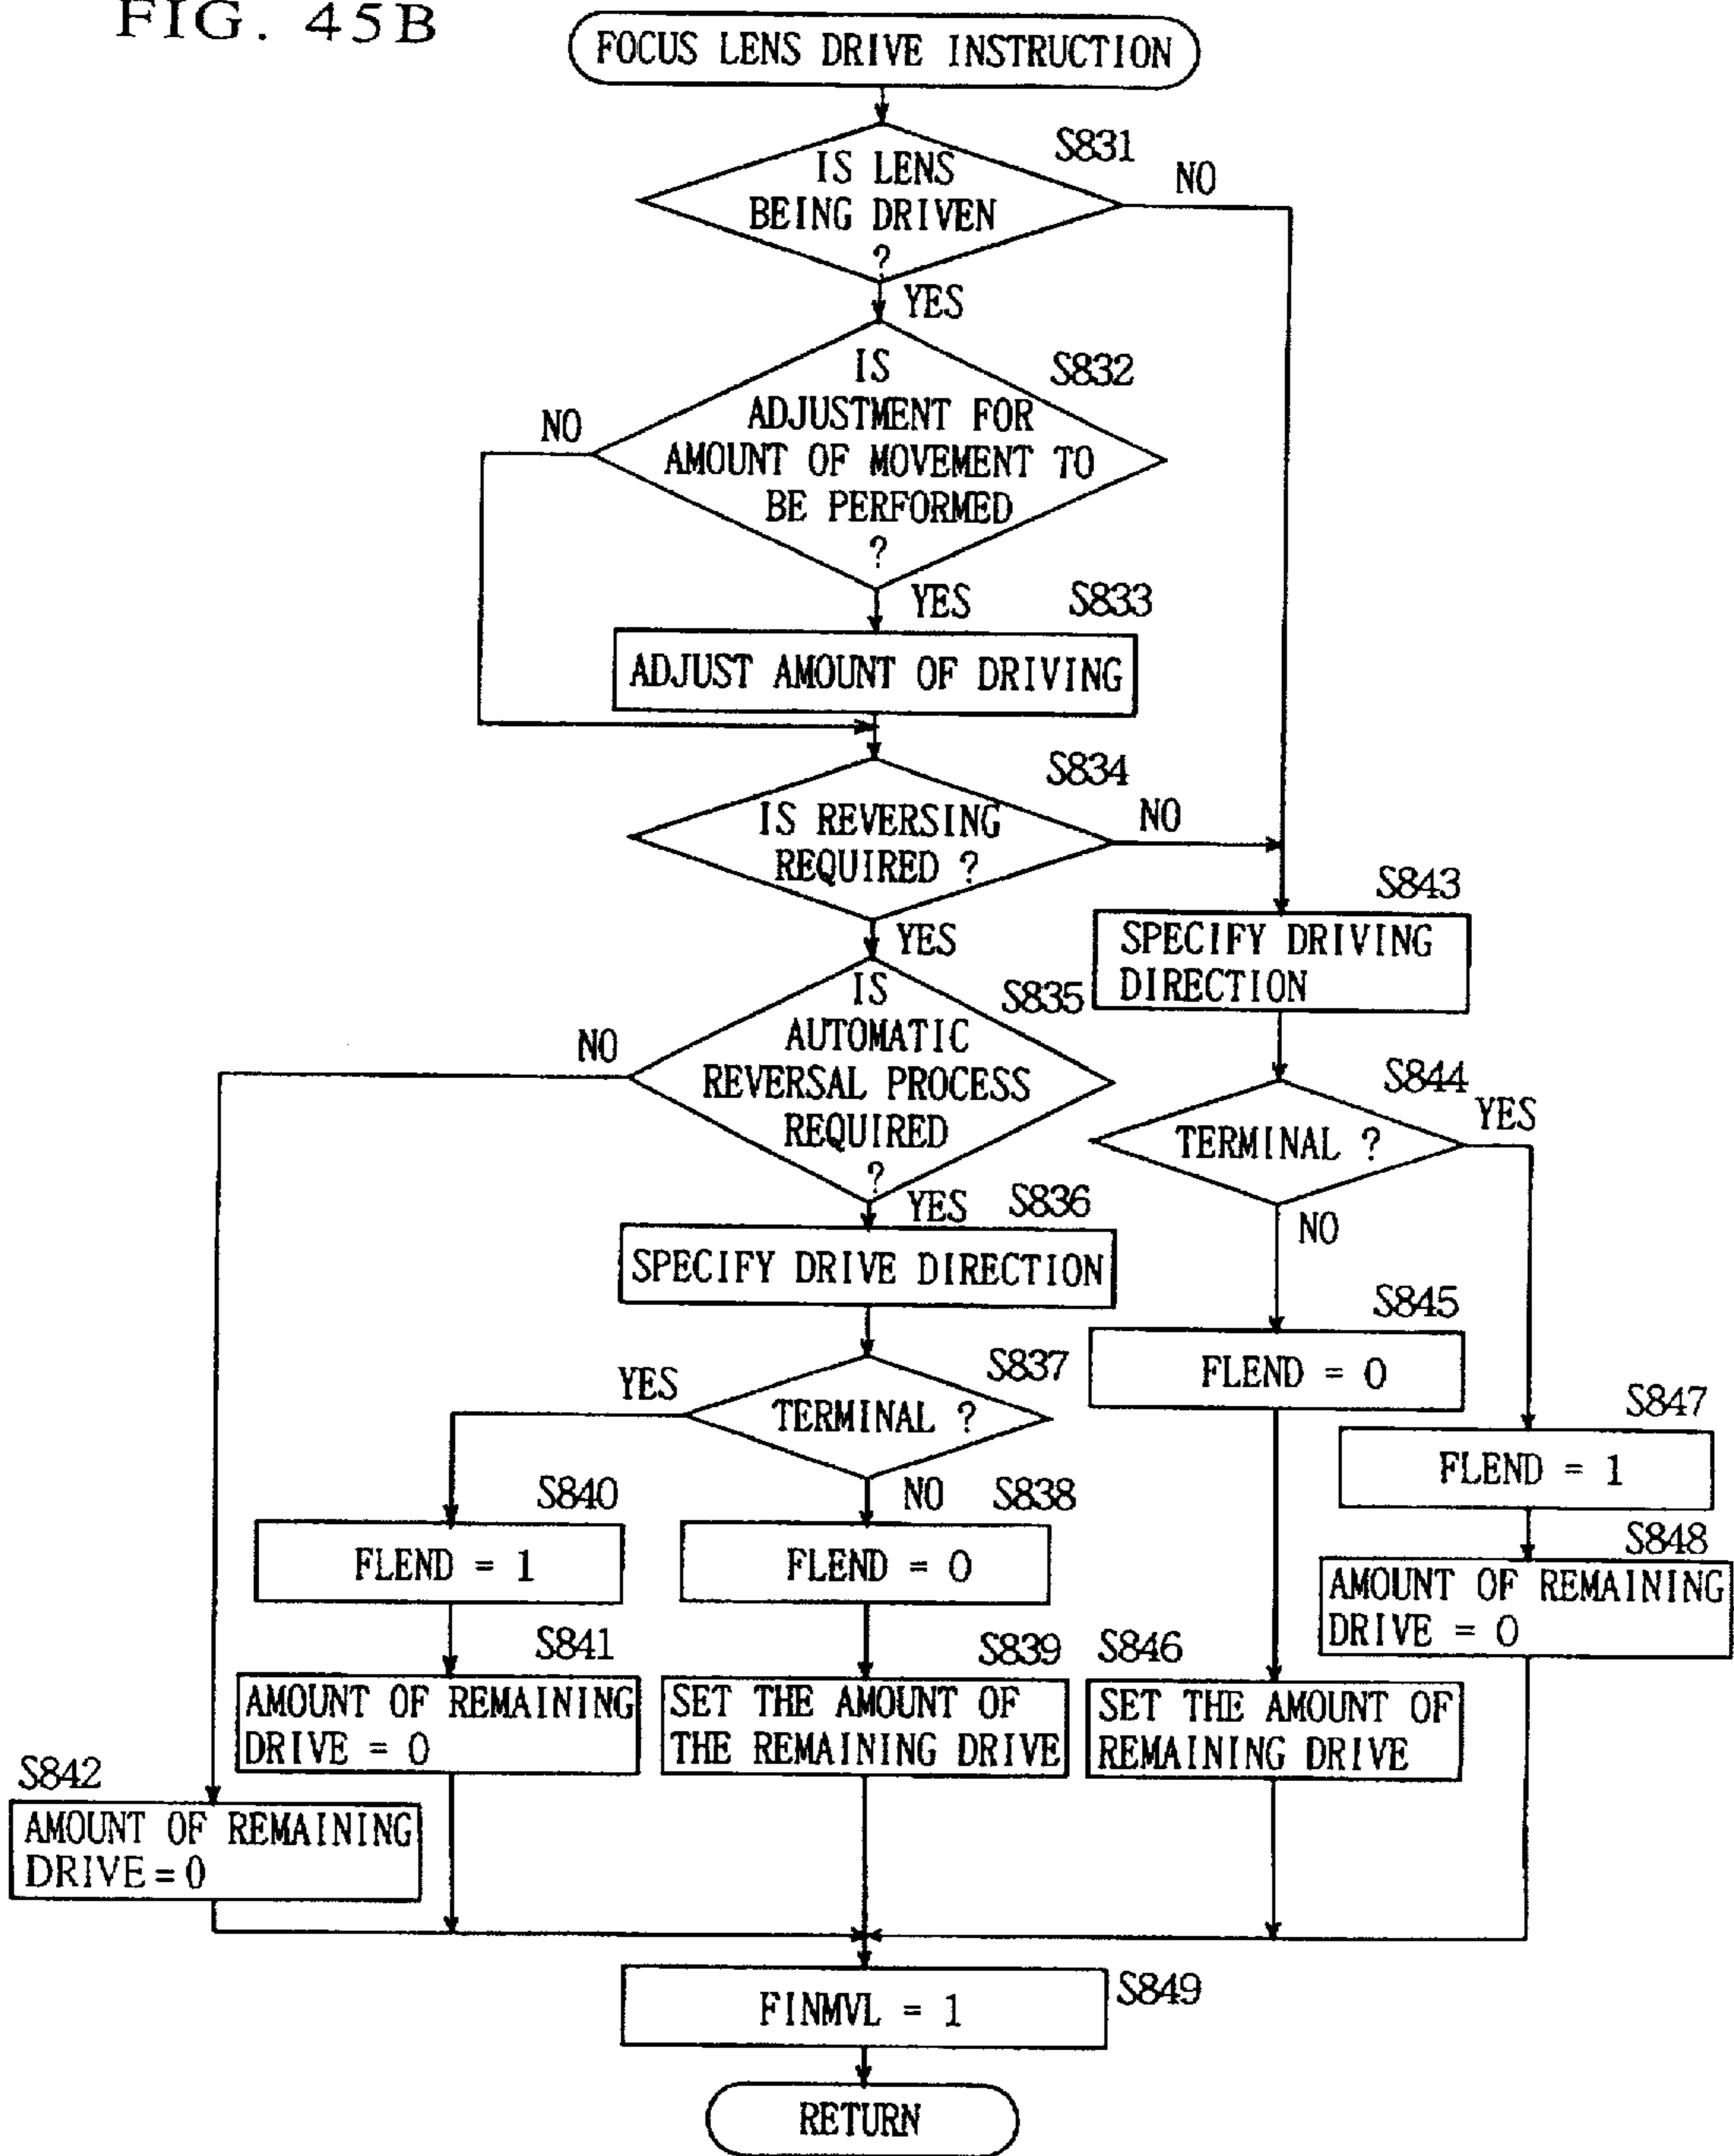 FIG. 45B
FOCUS LENS DRIVE INSTRUCTION
S831
IS LENS
BEING DRIVEN
?
NO
YES
S832
IS
ADJUSTMENT FOR
AMOUNT OF MOVEMENT TO
BE PERFORMED
?
NO
YES
S833
ADJUST AMOUNT OF DRIVING
S834
IS REVERSING
REQUIRED ?
NO
YES
S843
SPECIFY DRIVING
DIRECTION
S835
IS
AUTOMATIC
REVERSAL PROCESS
REQUIRED
?
NO
YES
S844
TERMINAL ?
YES
NO
S836
SPECIFY DRIVE DIRECTION
S837
TERMINAL ?
YES
NO
S845
FLEND = 0
S847
FLEND = 1
S840
FLEND = 1
S838
FLEND = 0
S848
AMOUNT OF REMAINING
DRIVE = 0
S841
AMOUNT OF REMAINING
DRIVE = 0
S839
SET THE AMOUNT OF
THE REMAINING DRIVE
S846
SET THE AMOUNT OF
REMAINING DRIVE
S842
AMOUNT OF REMAINING
DRIVE = 0
S849
FINMVL = 1
RETURN